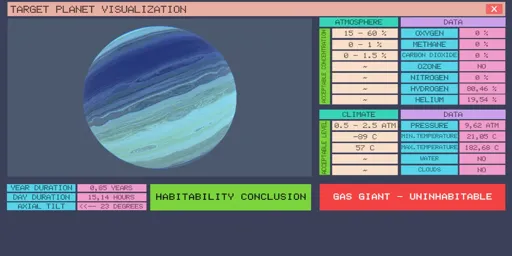 TARGET PLANET VISUALIZATION X
ATMOSPHERE DATA
ACCEPTABLE CONCENTRATION
15 - 60 % OXYGEN 0 %
0 - 1 % METHANE 0 %
0 - 1.5 % CARBON DIOXIDE 0 %
~ OZONE NO
~ NITROGEN 0 %
~ HYDROGEN 80,46 %
~ HELIUM 19,54 %
CLIMATE DATA
ACCEPTABLE LEVEL
0.5 - 2.5 ATM PRESSURE 9,62 ATM
-89 C MIN.TEMPERATURE 21,05 C
57 C MAX.TEMPERATURE 182,68 C
- WATER NO
- CLOUDS NO
YEAR DURATION 0,85 YEARS
DAY DURATION 15,14 HOURS
AXIAL TILT <<-- 23 DEGREES
HABITABILITY CONCLUSION
GAS GIANT - UNINHABITABLE